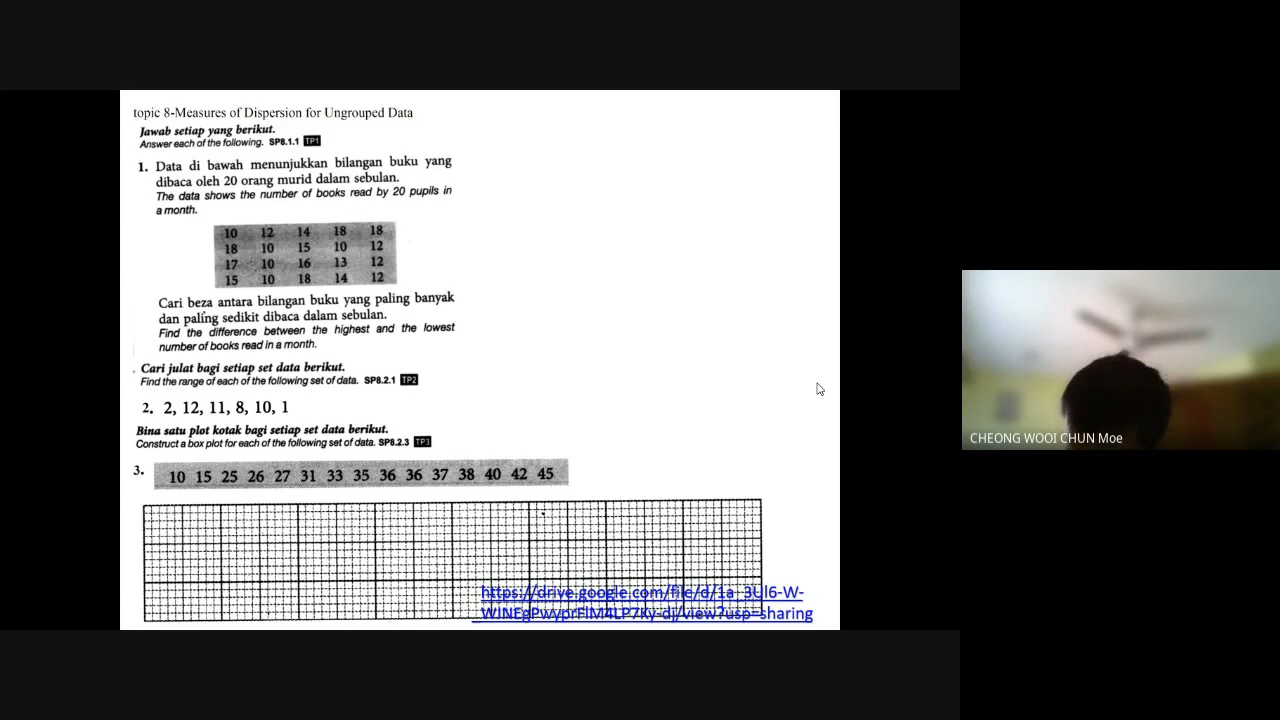 topic 8-Measures of Dispersion for Ungrouped Data
Jawab setiap yang berikut.
Answer each of the following. SP8.1.1 TP1
1. Data di bawah menunjukkan bilangan buku yang
dibaca oleh 20 orang murid dalam sebulan.
The data shows the number of books read by 20 pupils in
a month.
10 12 14 18 18
18 10 15 10 12
17 10 16 13 12
15 10 18 14 12
Cari beza antara bilangan buku yang paling banyak
dan paling sedikit dibaca dalam sebulan.
Find the difference between the highest and the lowest
number of books read in a month.
Cari julat bagi setiap set data berikut.
Find the range of each of the following set of data. SP8.2.1 TP2
2. 2, 12, 11, 8, 10, 1
Bina satu plot kotak bagi setiap set data berikut.
Construct a box plot for each of the following set of data. SP8.2.3 TP3
3. 10 15 25 26 27 31 33 35 36 36 37 38 40 42 45
CHEONG WOOI CHUN Moe